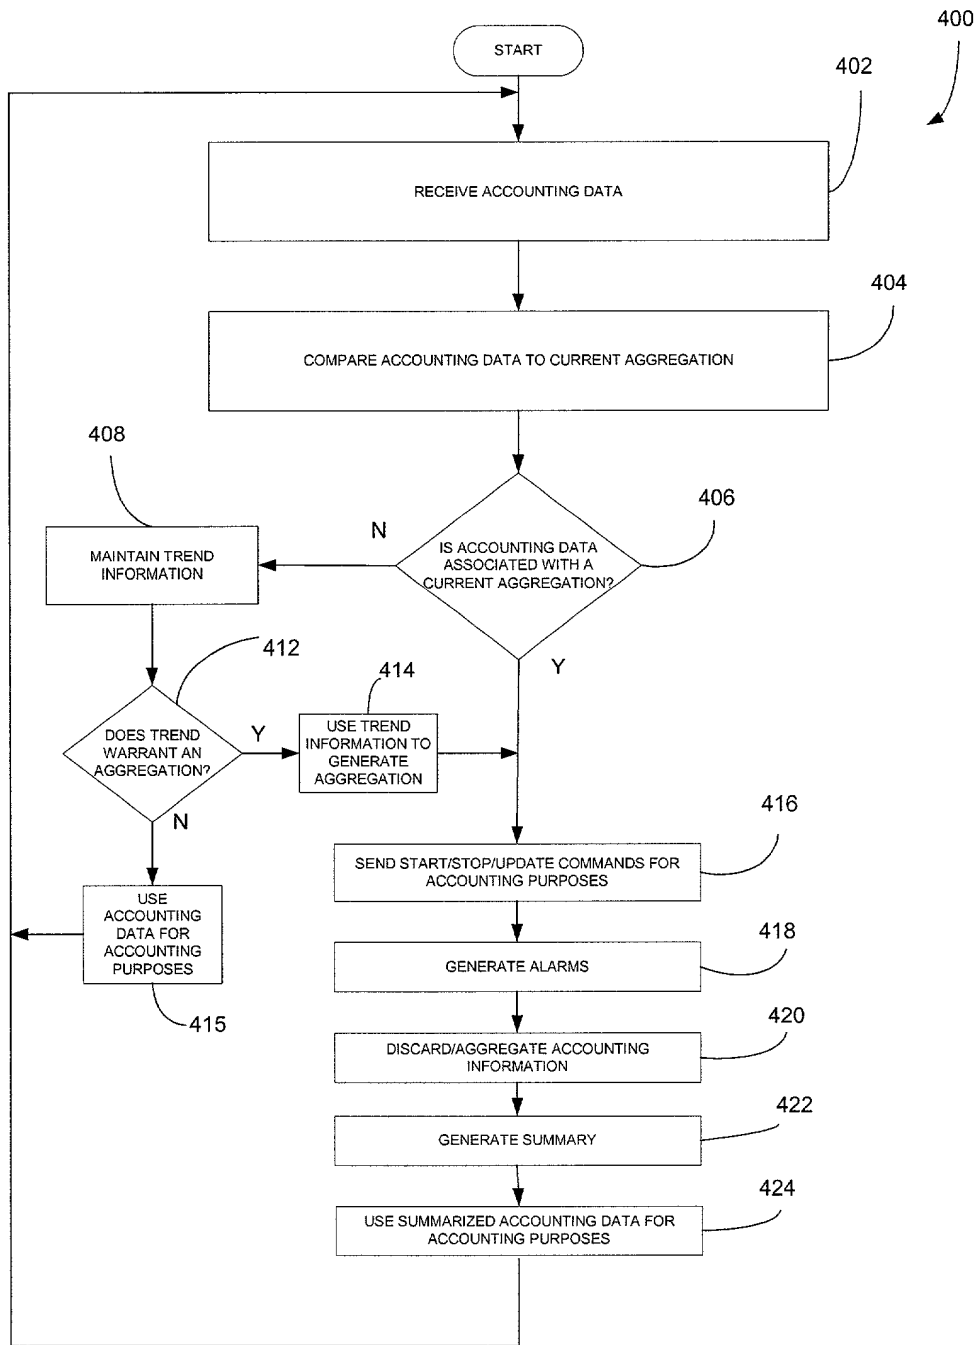 400
START
402
RECEIVE ACCOUNTING DATA
404
COMPARE ACCOUNTING DATA TO CURRENT AGGREGATION
408
406
N
IS ACCOUNTING DATA
ASSOCIATED WITH A
CURRENT AGGREGATION?
MAINTAIN TREND
INFORMATION
412
Y
414
DOES TREND
WARRANT AN
AGGREGATION?
Y
USE TREND
INFORMATION TO
GENERATE
AGGREGATION
N
416
SEND START/STOP/UPDATE COMMANDS FOR
ACCOUNTING PURPOSES
USE
ACCOUNTING
DATA FOR
ACCOUNTING
PURPOSES
415
418
GENERATE ALARMS
420
DISCARD/AGGREGATE ACCOUNTING
INFORMATION
422
GENERATE SUMMARY
424
USE SUMMARIZED ACCOUNTING DATA FOR
ACCOUNTING PURPOSES